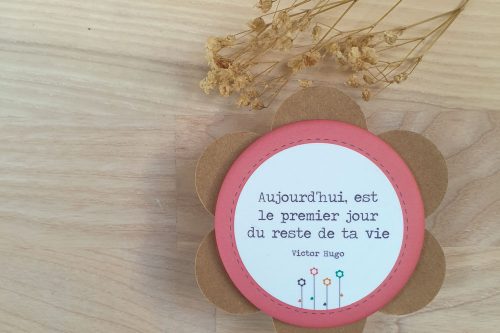 Aujourd'hui, est
le premier jour
du reste de ta vie
Victor Hugo